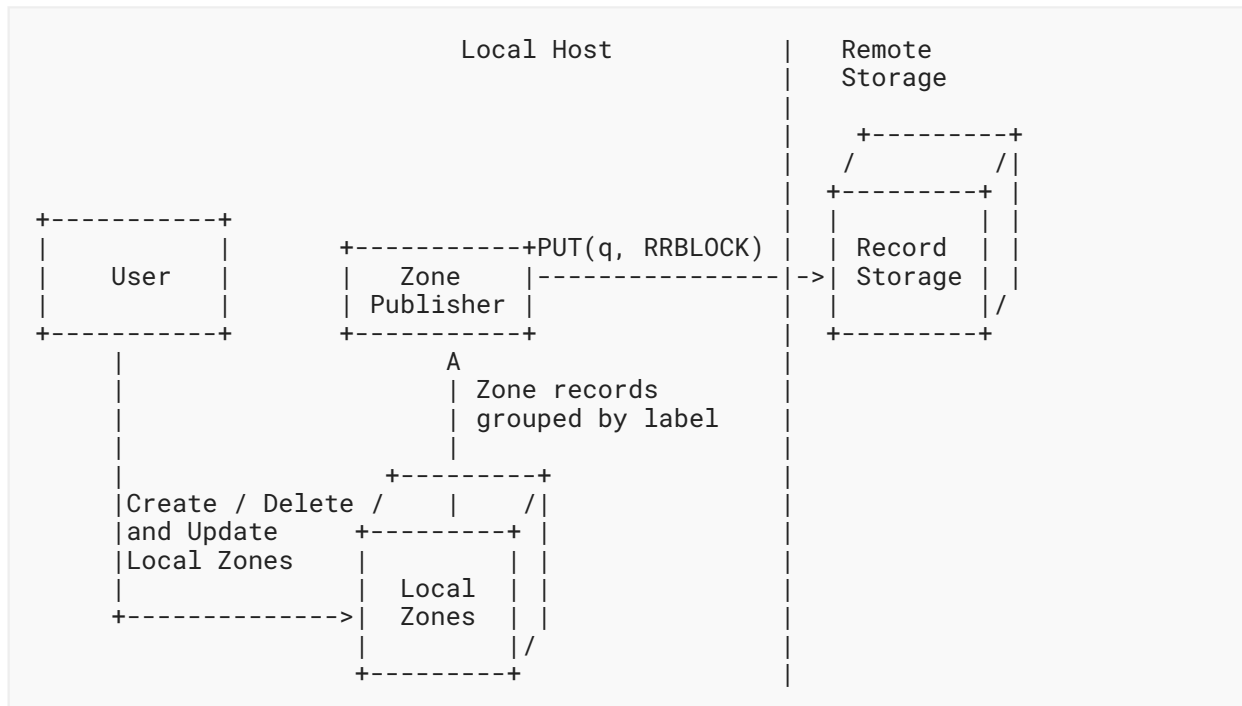 Local Host
Remote
Storage
PUT(q, RRBLOCK)
Record
Storage
User
Zone
Publisher
Zone records
grouped by label
Create / Delete
and Update
Local Zones
Local
Zones